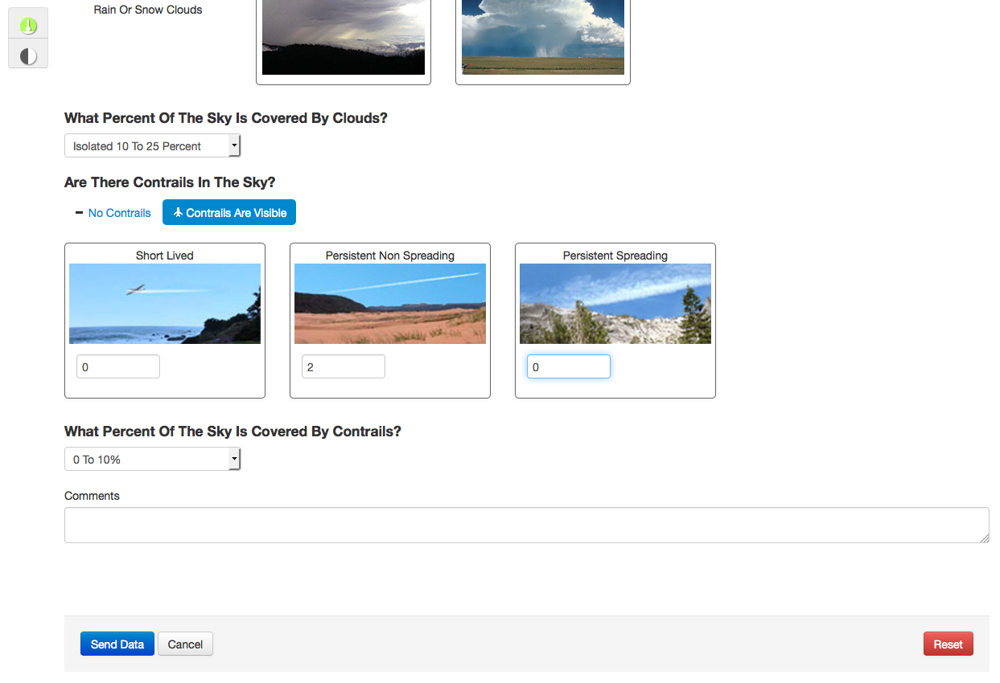 Rain Or Snow Clouds
What Percent Of The Sky Is Covered By Clouds?
Isolated 10 To 25 Percent
Are There Contrails In The Sky?
No Contrails Contrails Are Visible
Short Lived Persistent Non Spreading Persistent Spreading
0 2 0
What Percent Of The Sky Is Covered By Contrails?
0 To 10%
Comments
Send Data Cancel Reset